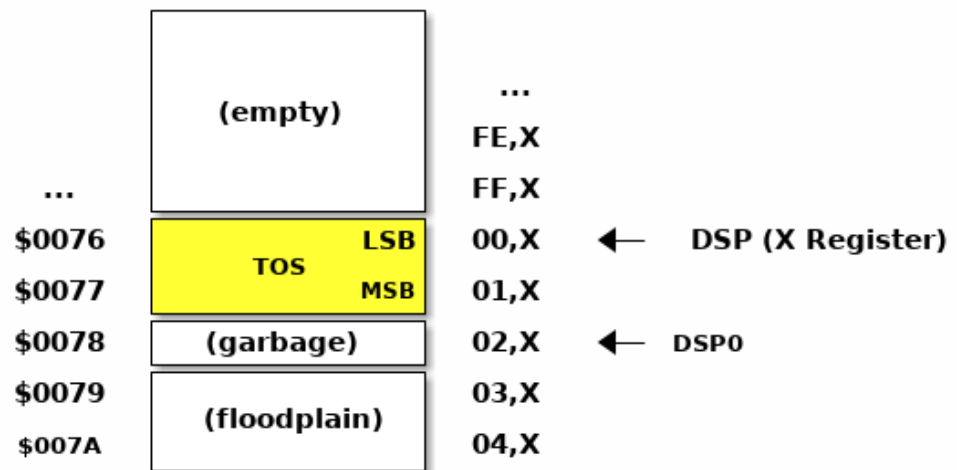 ...
(empty)
FE,X
... FF,X
$0076 LSB 00,X DSP (X Register)
TOS
$0077 MSB 01,X
$0078 (garbage) 02,X DSP0
$0079 03,X
(floodplain)
$007A 04,X